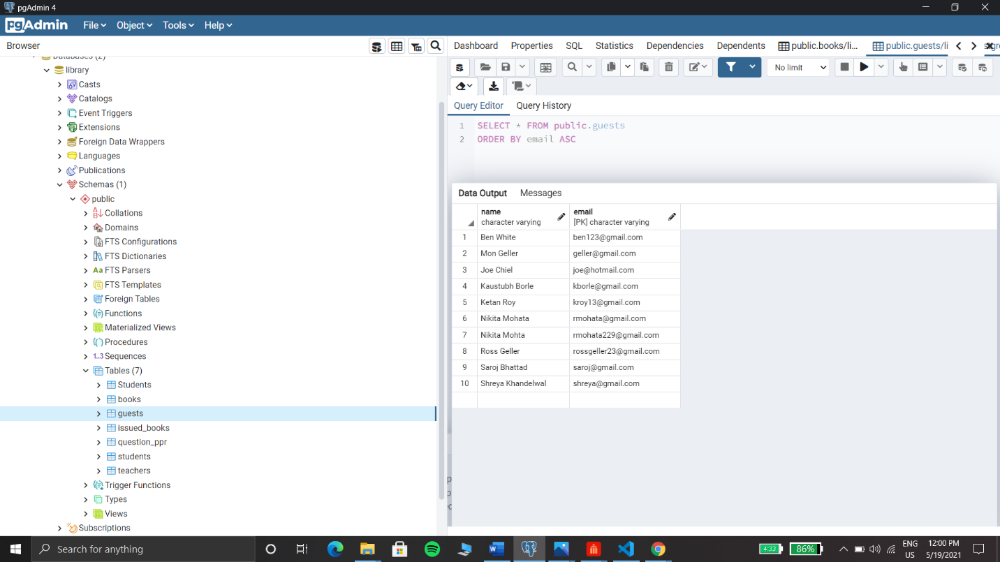 pgAdmin 4
pgAdmin File Object Tools Help
Browser
Dashboard Properties SQL Statistics Dependencies Dependents public.books/li... public.guests/li
Databases (2)
library
Casts
Catalogs
Event Triggers
Extensions
Foreign Data Wrappers
Languages
Publications
Schemas (1)
public
Collations
Domains
FTS Configurations
FTS Dictionaries
Aa FTS Parsers
FTS Templates
Foreign Tables
Functions
Materialized Views
Procedures
1..3 Sequences
Tables (7)
Students
books
guests
issued_books
question_ppr
students
teachers
Trigger Functions
Types
Views
Subscriptions
No limit
Query Editor Query History
1 SELECT * FROM public.guests
2 ORDER BY email ASC
Data Output Messages
name email
character varying [PK] character varying
1 Ben White ben123@gmail.com
2 Mon Geller geller@gmail.com
3 Joe Chiel joe@hotmail.com
4 Kaustubh Borle kborle@gmail.com
5 Ketan Roy kroy13@gmail.com
6 Nikita Mohata rmohata@gmail.com
7 Nikita Mohta rmohata229@gmail.com
8 Ross Geller rossgeller23@gmail.com
9 Saroj Bhattad saroj@gmail.com
10 Shreya Khandelwal shreya@gmail.com
Search for anything
4:33 86% ENG 12:00 PM
US 5/19/2021